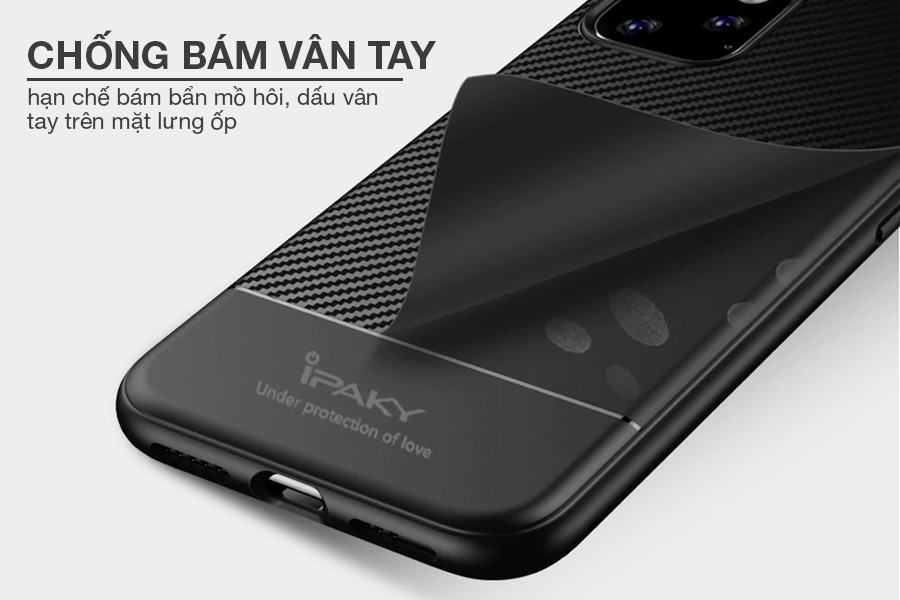 CHỐNG BÁM VÂN TAY
hạn chế bám bẩn mồ hôi, dấu vân
tay trên mặt lưng ốp
iPAKY
Under protection of love